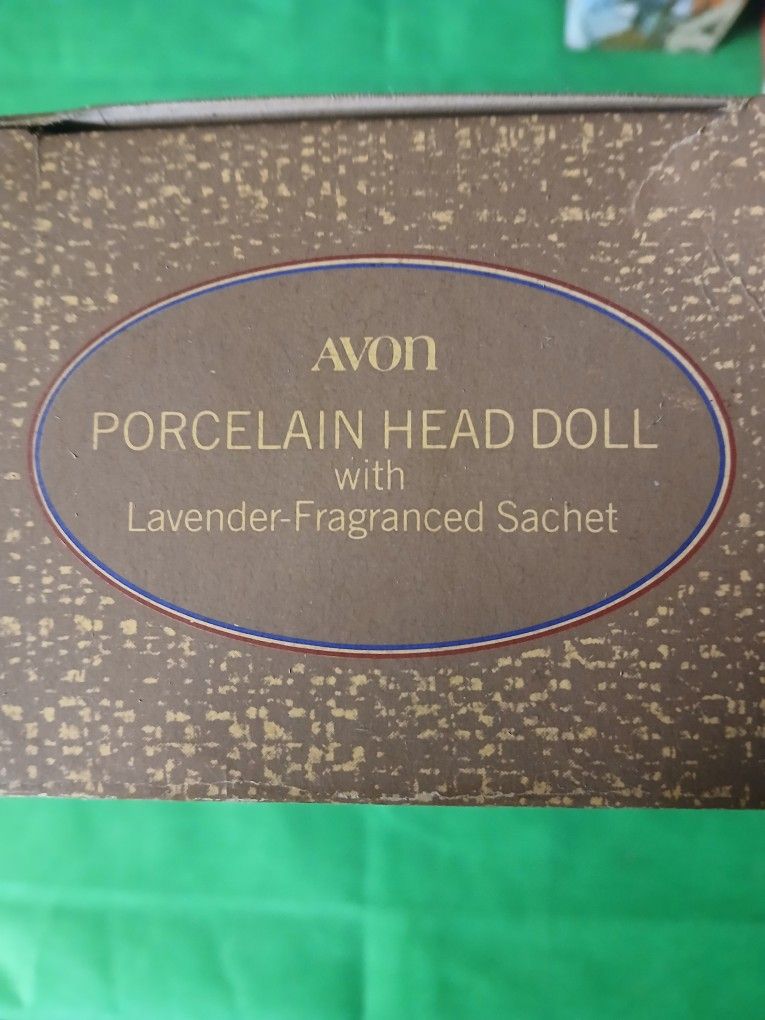 AVON
PORCELAIN HEAD DOLL
with
Lavender-Fragranced Sachet